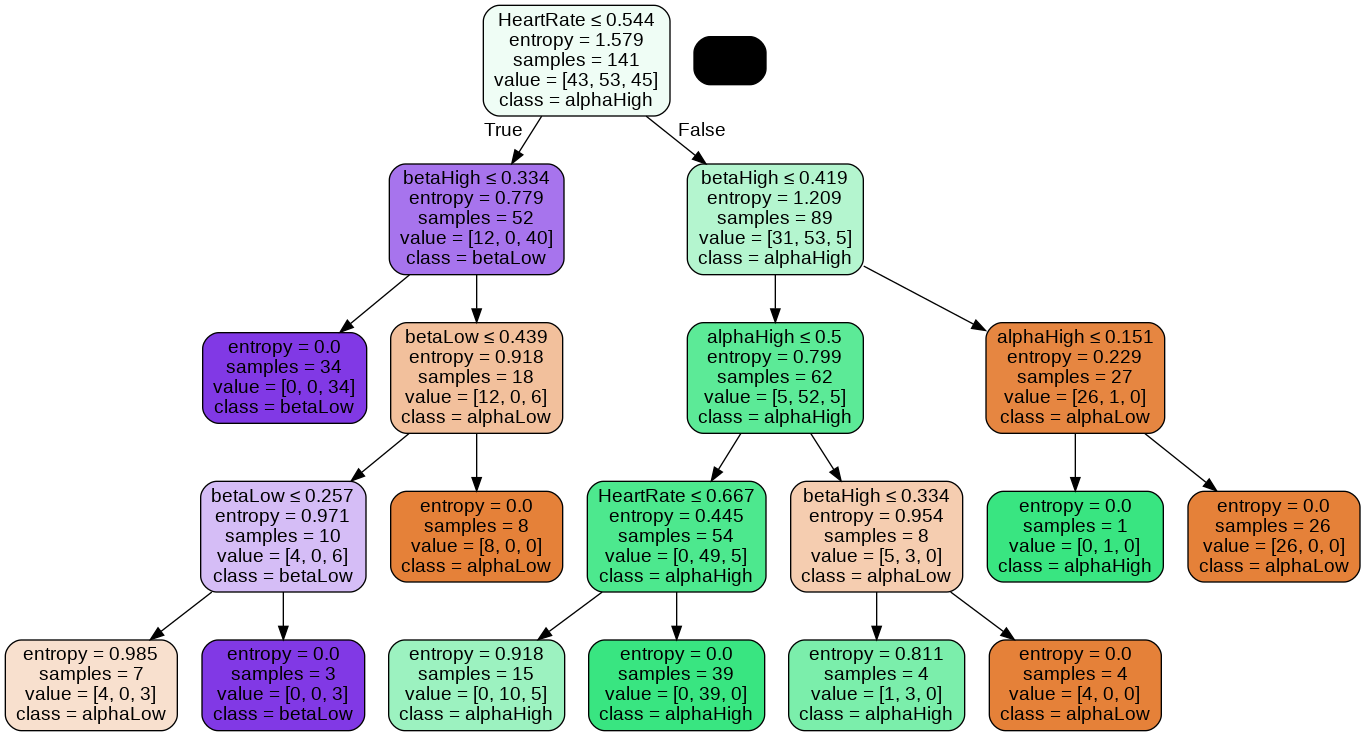 HeartRate ≤ 0.544
entropy = 1.579
samples = 141
value = [43, 53, 45]
class = alphaHigh
True
False
betaHigh ≤ 0.334
entropy = 0.779
samples = 52
value = [12, 0, 40]
class = betaLow
betaHigh ≤ 0.419
entropy = 1.209
samples = 89
value = [31, 53, 5]
class = alphaHigh
entropy = 0.0
samples = 34
value = [0, 0, 34]
class = betaLow
betaLow ≤ 0.439
entropy = 0.918
samples = 18
value = [12, 0, 6]
class = alphaLow
alphaHigh ≤ 0.5
entropy = 0.799
samples = 62
value = [5, 52, 5]
class = alphaHigh
alphaHigh ≤ 0.151
entropy = 0.229
samples = 27
value = [26, 1, 0]
class = alphaLow
betaLow ≤ 0.257
entropy = 0.971
samples = 10
value = [4, 0, 6]
class = betaLow
entropy = 0.0
samples = 8
value = [8, 0, 0]
class = alphaLow
HeartRate ≤ 0.667
entropy = 0.445
samples = 54
value = [0, 49, 5]
class = alphaHigh
betaHigh ≤ 0.334
entropy = 0.954
samples = 8
value = [5, 3, 0]
class = alphaLow
entropy = 0.0
samples = 1
value = [0, 1, 0]
class = alphaHigh
entropy = 0.0
samples = 26
value = [26, 0, 0]
class = alphaLow
entropy = 0.985
samples = 7
value = [4, 0, 3]
class = alphaLow
entropy = 0.0
samples = 3
value = [0, 0, 3]
class = betaLow
entropy = 0.918
samples = 15
value = [0, 10, 5]
class = alphaHigh
entropy = 0.0
samples = 39
value = [0, 39, 0]
class = alphaHigh
entropy = 0.811
samples = 4
value = [1, 3, 0]
class = alphaHigh
entropy = 0.0
samples = 4
value = [4, 0, 0]
class = alphaLow